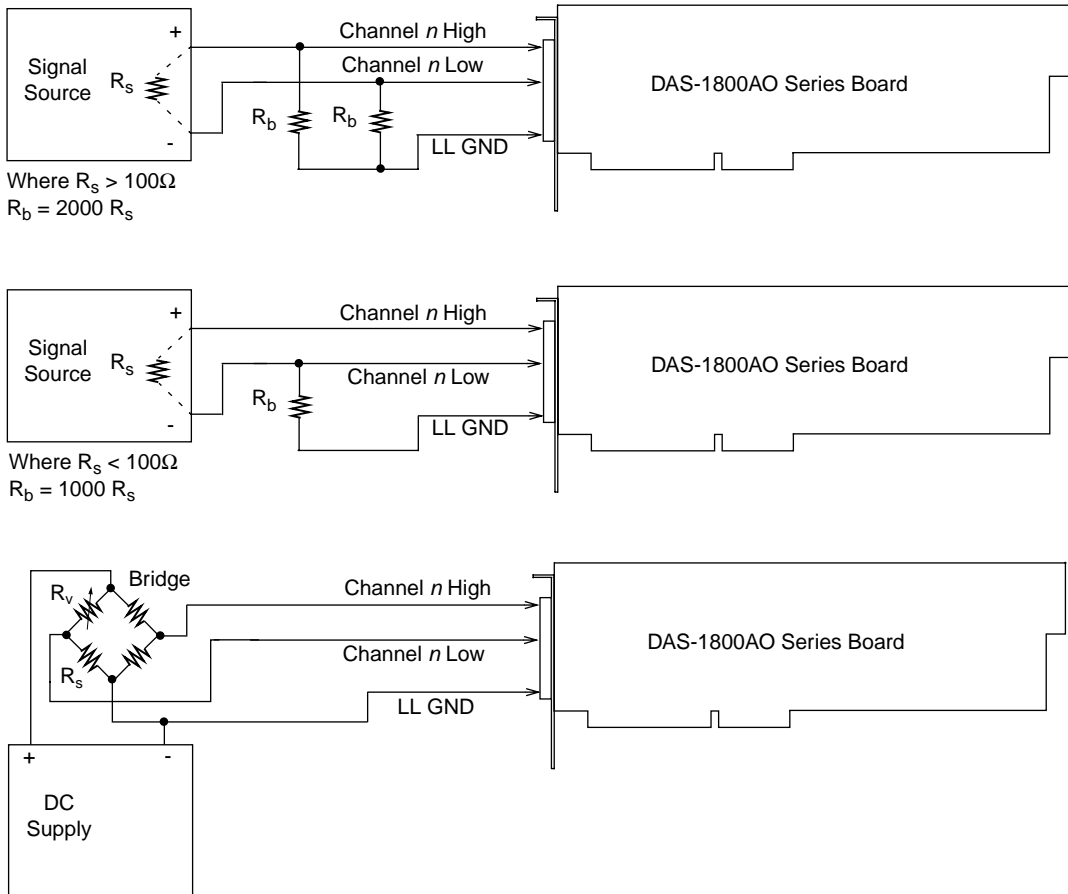 +
Signal
Source
Rs
-
Channel n High
Channel n Low
Rb
Rb
LL GND
DAS-1800AO Series Board
Where Rs > 100Ω
Rb = 2000 Rs
+
Signal
Source
Rs
-
Channel n High
Channel n Low
Rb
LL GND
DAS-1800AO Series Board
Where Rs < 100Ω
Rb = 1000 Rs
Bridge
Rv
Rs
Channel n High
Channel n Low
LL GND
DAS-1800AO Series Board
+
-
DC
Supply